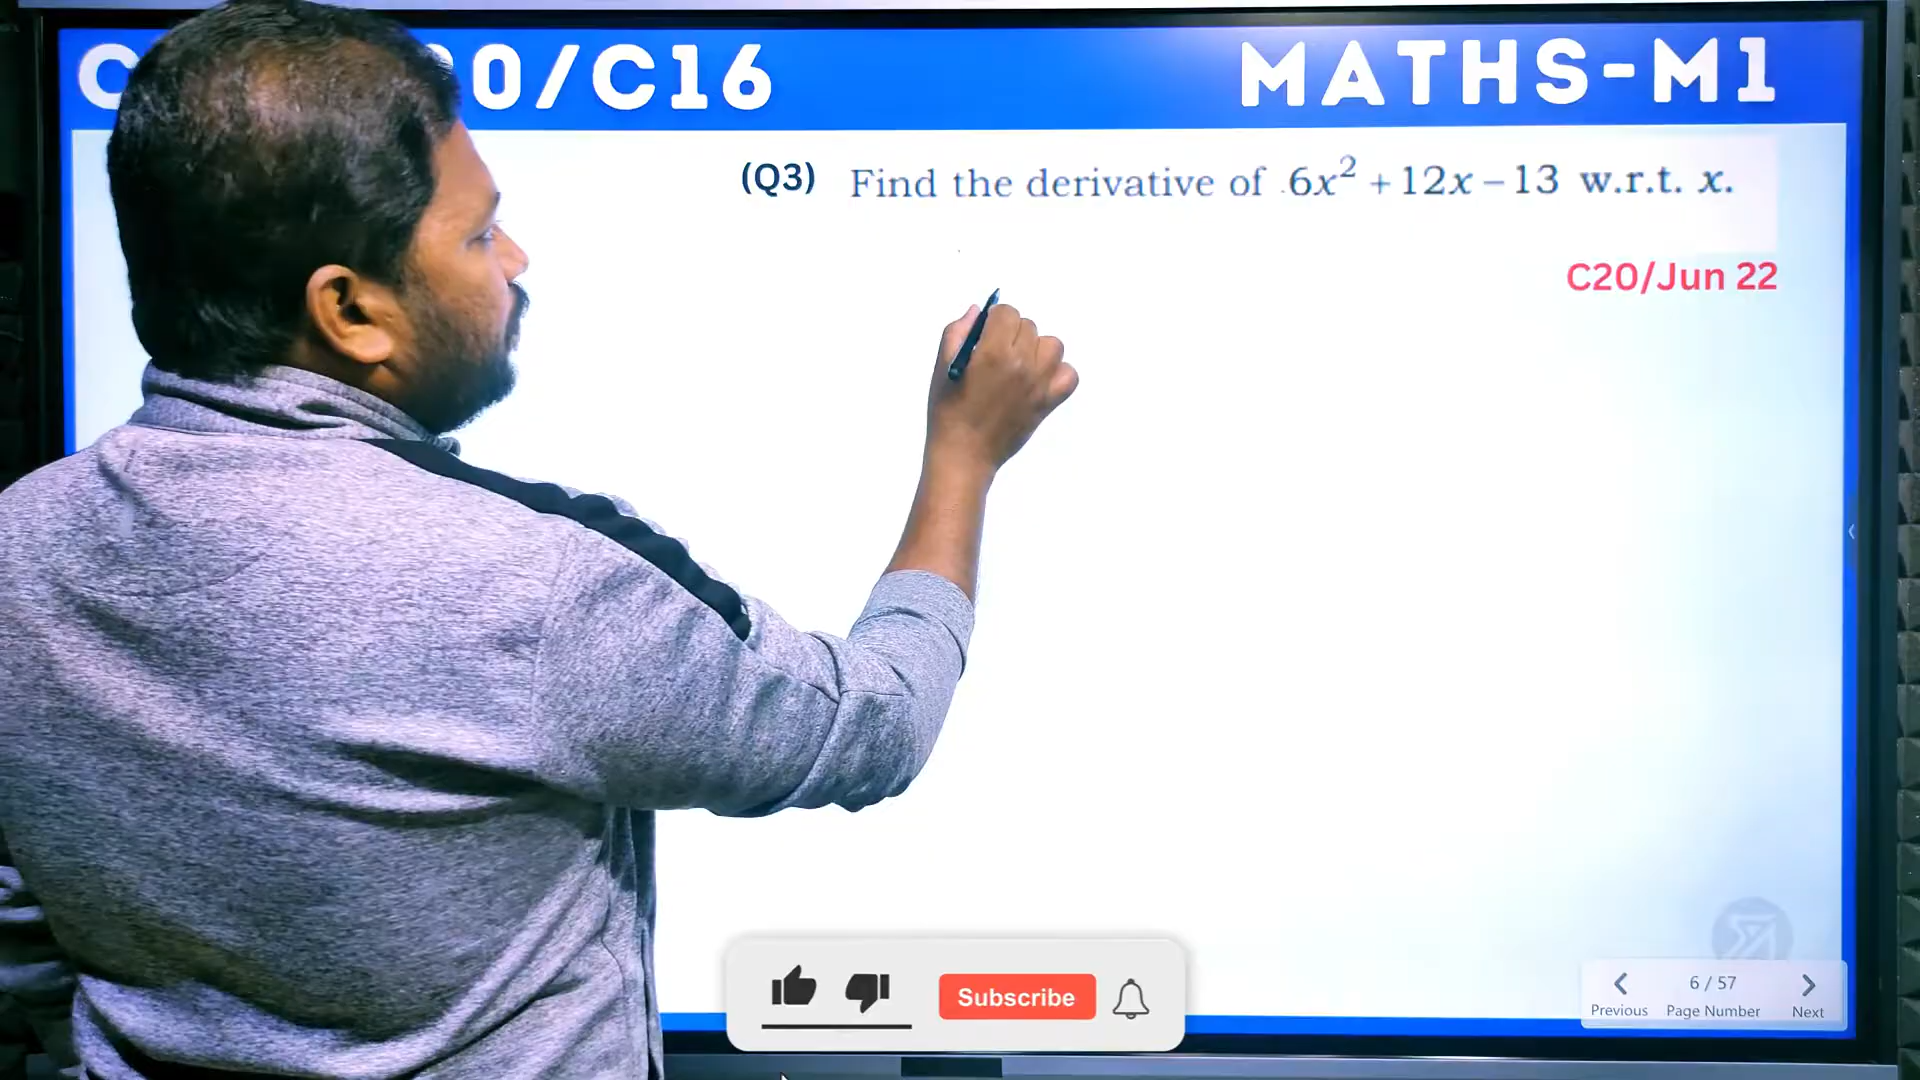 0/C16
MATHS-M1
(Q3) Find the derivative of 6x² + 12x – 13 w.r.t. x.
C20/Jun 22
Subscribe
6 / 57
Previous Page Number Next